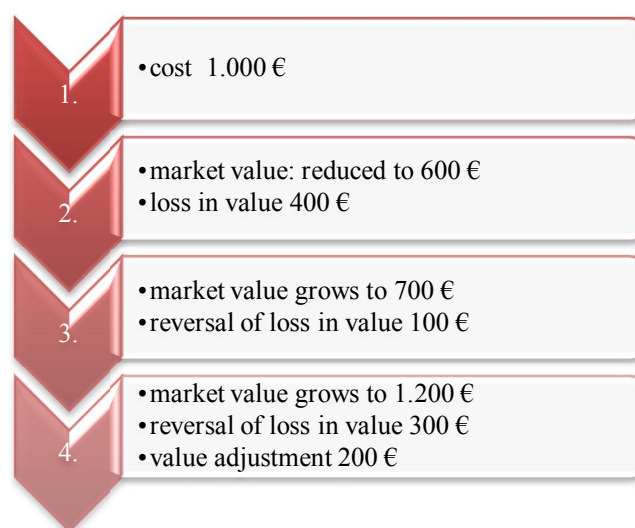 1.
•cost 1.000 €
2.
•market value: reduced to 600 €
•loss in value 400 €
3.
•market value grows to 700 €
•reversal of loss in value 100 €
4.
•market value grows to 1.200 €
•reversal of loss in value 300 €
•value adjustment 200 €